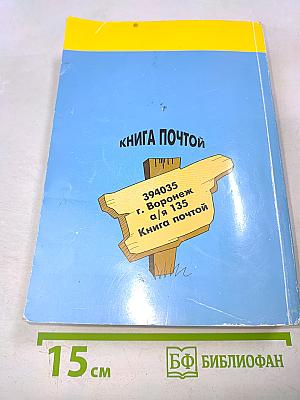 КНИГА ПОЧТОЙ
394035
г. Воронеж
а/я 135
Книга почтой
15 см
БФ БИБЛИОФАН